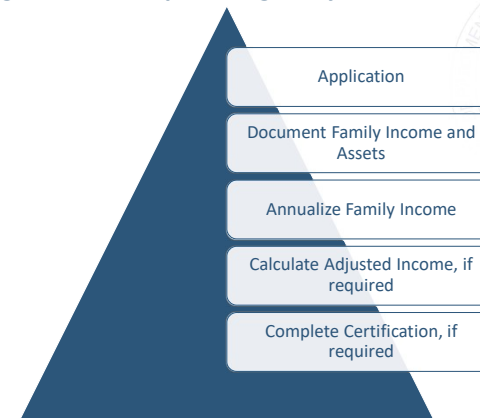 Application
Document Family Income and
Assets
Annualize Family Income
Calculate Adjusted Income, if
required
Complete Certification, if
required